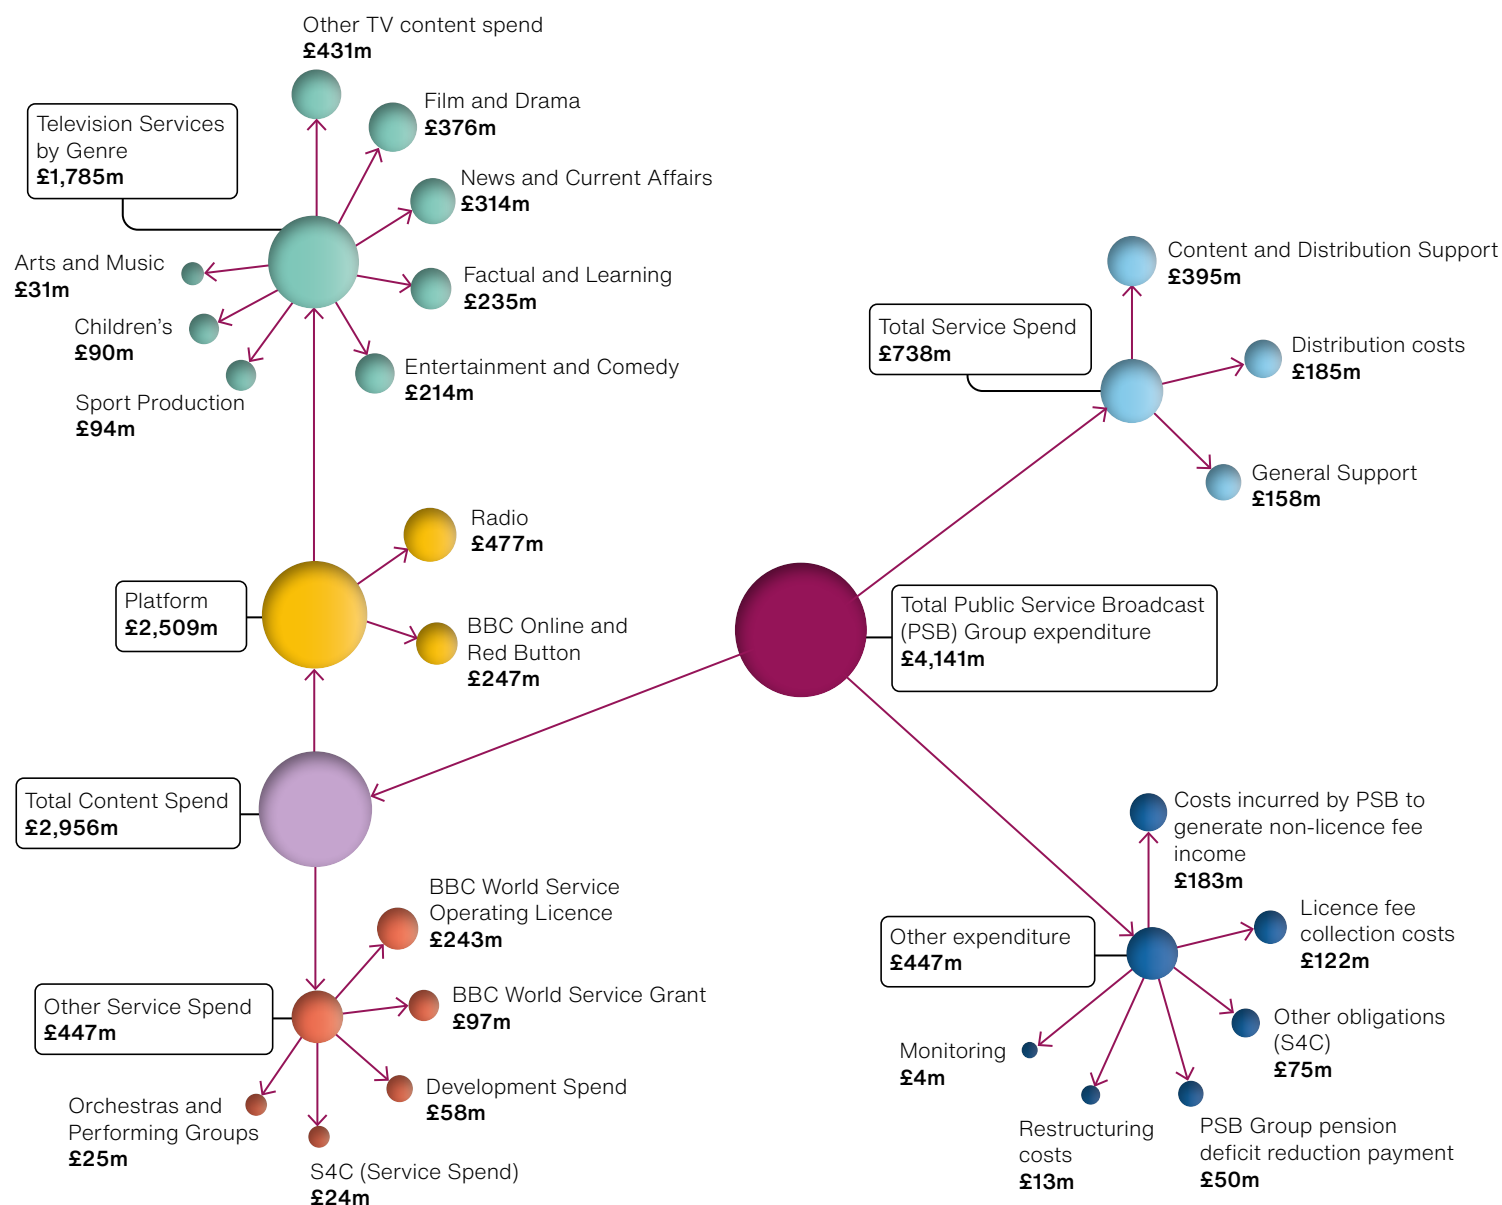 Other TV content spend
£431m
Television Services
by Genre
£1,785m
Film and Drama
£376m
News and Current Affairs
£314m
Arts and Music
£31m
Factual and Learning
£235m
Children's
£90m
Entertainment and Comedy
£214m
Sport Production
£94m
Content and Distribution Support
£395m
Total Service Spend
£738m
Distribution costs
£185m
General Support
£158m
Radio
£477m
Platform
£2,509m
BBC Online and
Red Button
£247m
Total Public Service Broadcast
(PSB) Group expenditure
£4,141m
Total Content Spend
£2,956m
BBC World Service
Operating Licence
£243m
Other Service Spend
£447m
BBC World Service Grant
£97m
Development Spend
£58m
Orchestras and
Performing Groups
£25m
S4C (Service Spend)
£24m
Costs incurred by PSB to
generate non-licence fee
income
£183m
Other expenditure
£447m
Licence fee
collection costs
£122m
Other obligations
(S4C)
£75m
Monitoring
£4m
Restructuring
costs
£13m
PSB Group pension
deficit reduction payment
£50m